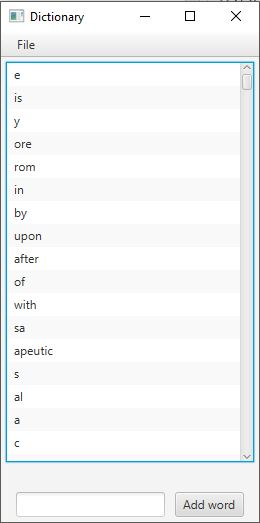 Dictionary
File
e
is
y
ore
rom
in
by
upon
after
of
with
sa
apeutic
s
al
a
c
Add word